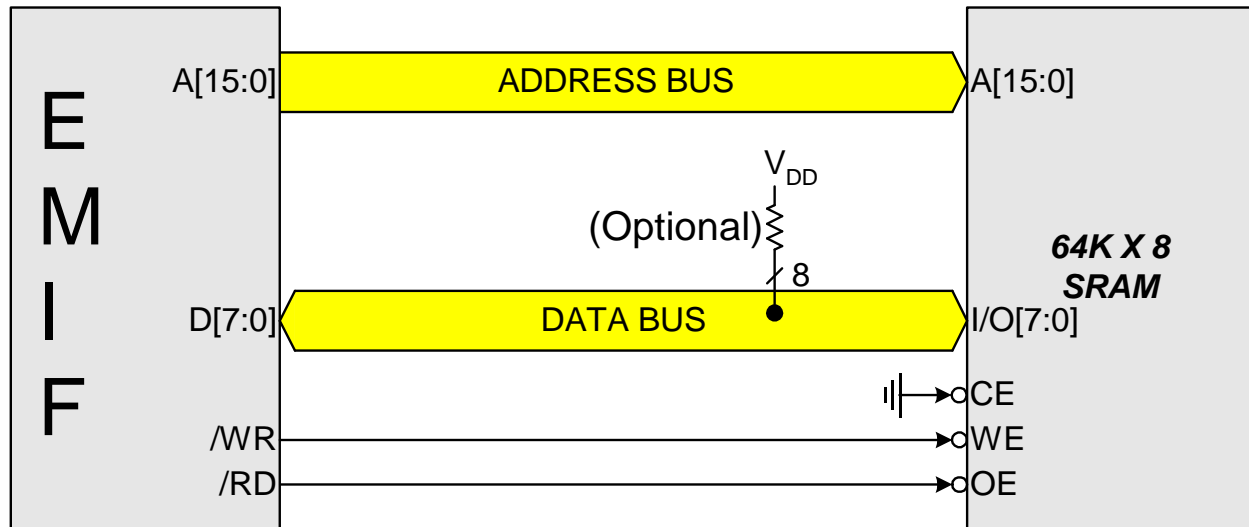 EMIF
A[15:0]
ADDRESS BUS
A[15:0]
VDD
(Optional)
8
64K X 8
SRAM
D[7:0]
DATA BUS
I/O[7:0]
CE
/WR
WE
/RD
OE